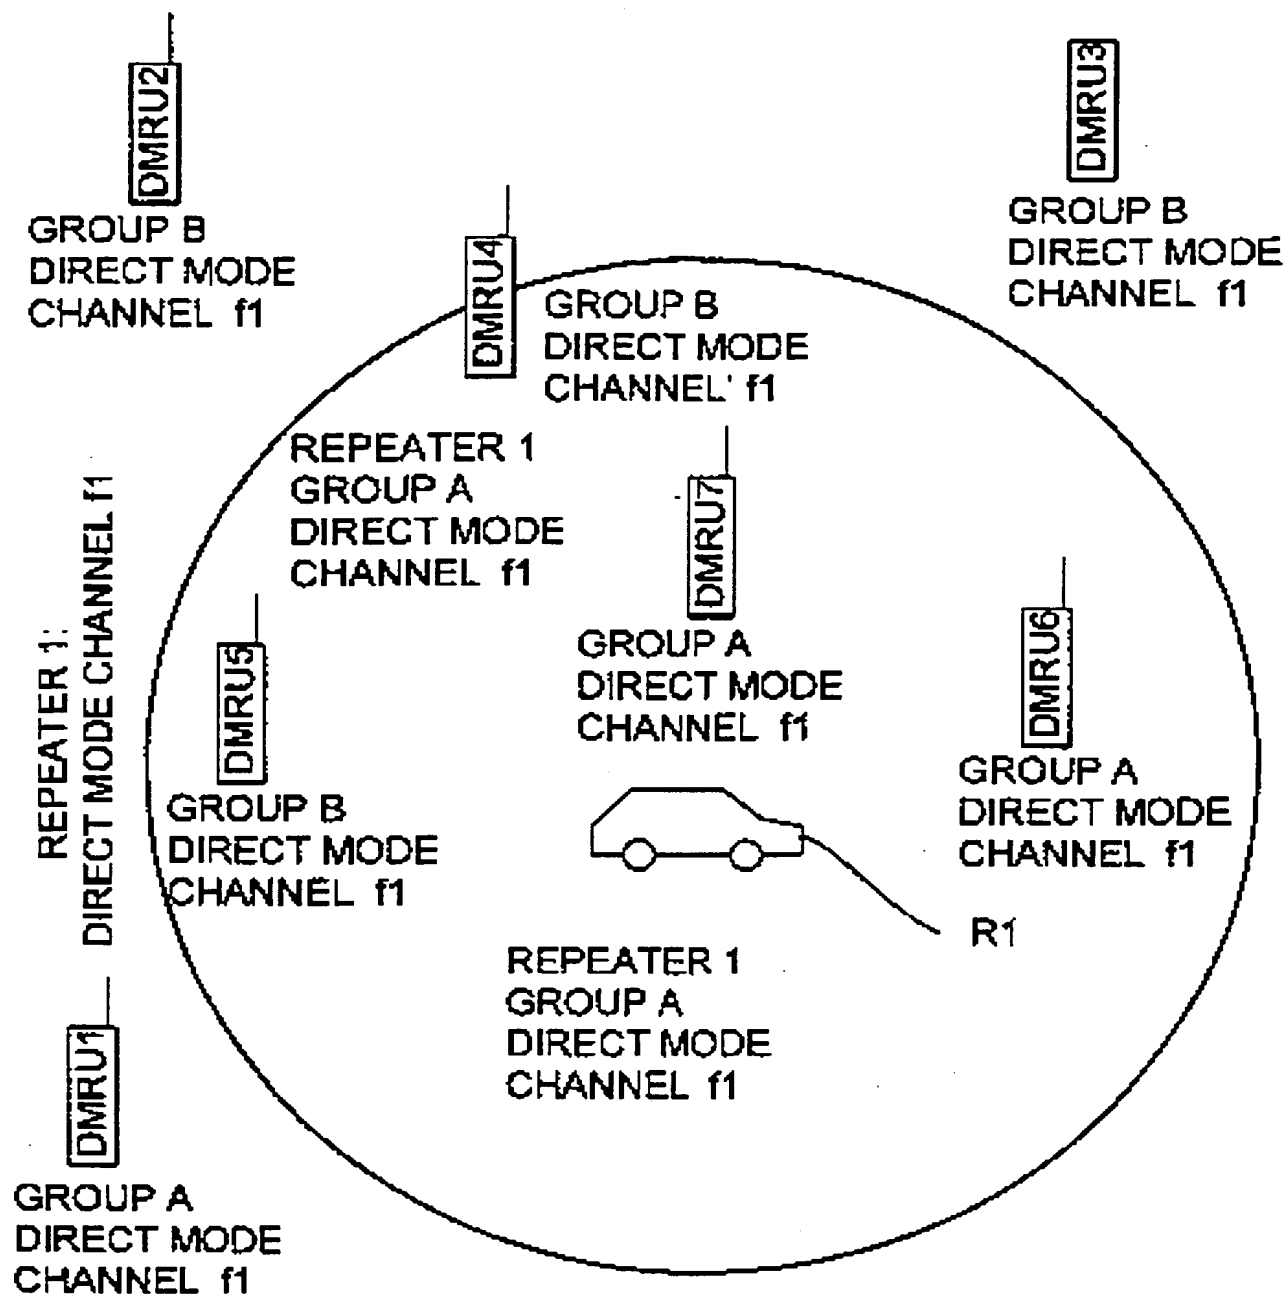 DMRU2
GROUP B
DIRECT MODE
CHANNEL f1
DMRU3
GROUP B
DIRECT MODE
CHANNEL f1
DMRU4
GROUP B
DIRECT MODE
CHANNEL' f1
REPEATER 1
GROUP A
DIRECT MODE
CHANNEL f1
DMRU7
GROUP A
DIRECT MODE
CHANNEL f1
REPEATER 1:
DIRECT MODE CHANNEL f1
DMRU5
GROUP B
DIRECT MODE
CHANNEL f1
DMRU6
GROUP A
DIRECT MODE
CHANNEL f1
R1
REPEATER 1
GROUP A
DIRECT MODE
CHANNEL f1
DMRU1
GROUP A
DIRECT MODE
CHANNEL f1